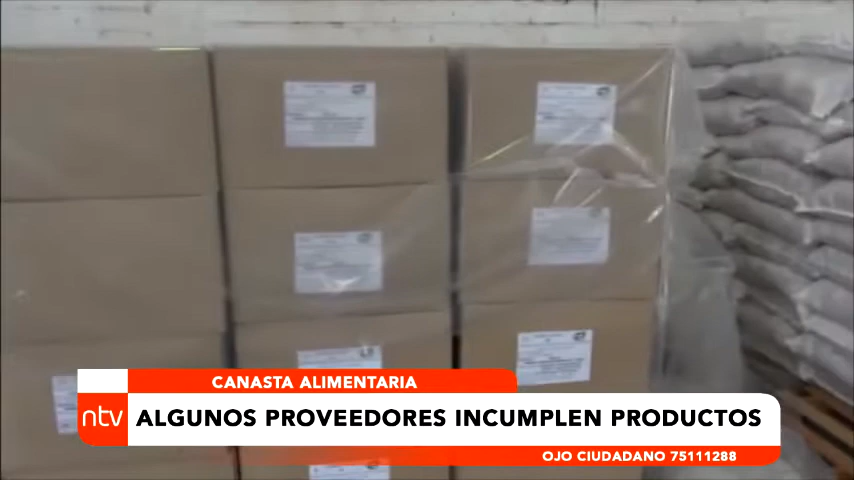 CANASTA ALIMENTARIA
ntv
ALGUNOS PROVEEDORES INCUMPLEN PRODUCTOS
OJO CIUDADANO 75111288